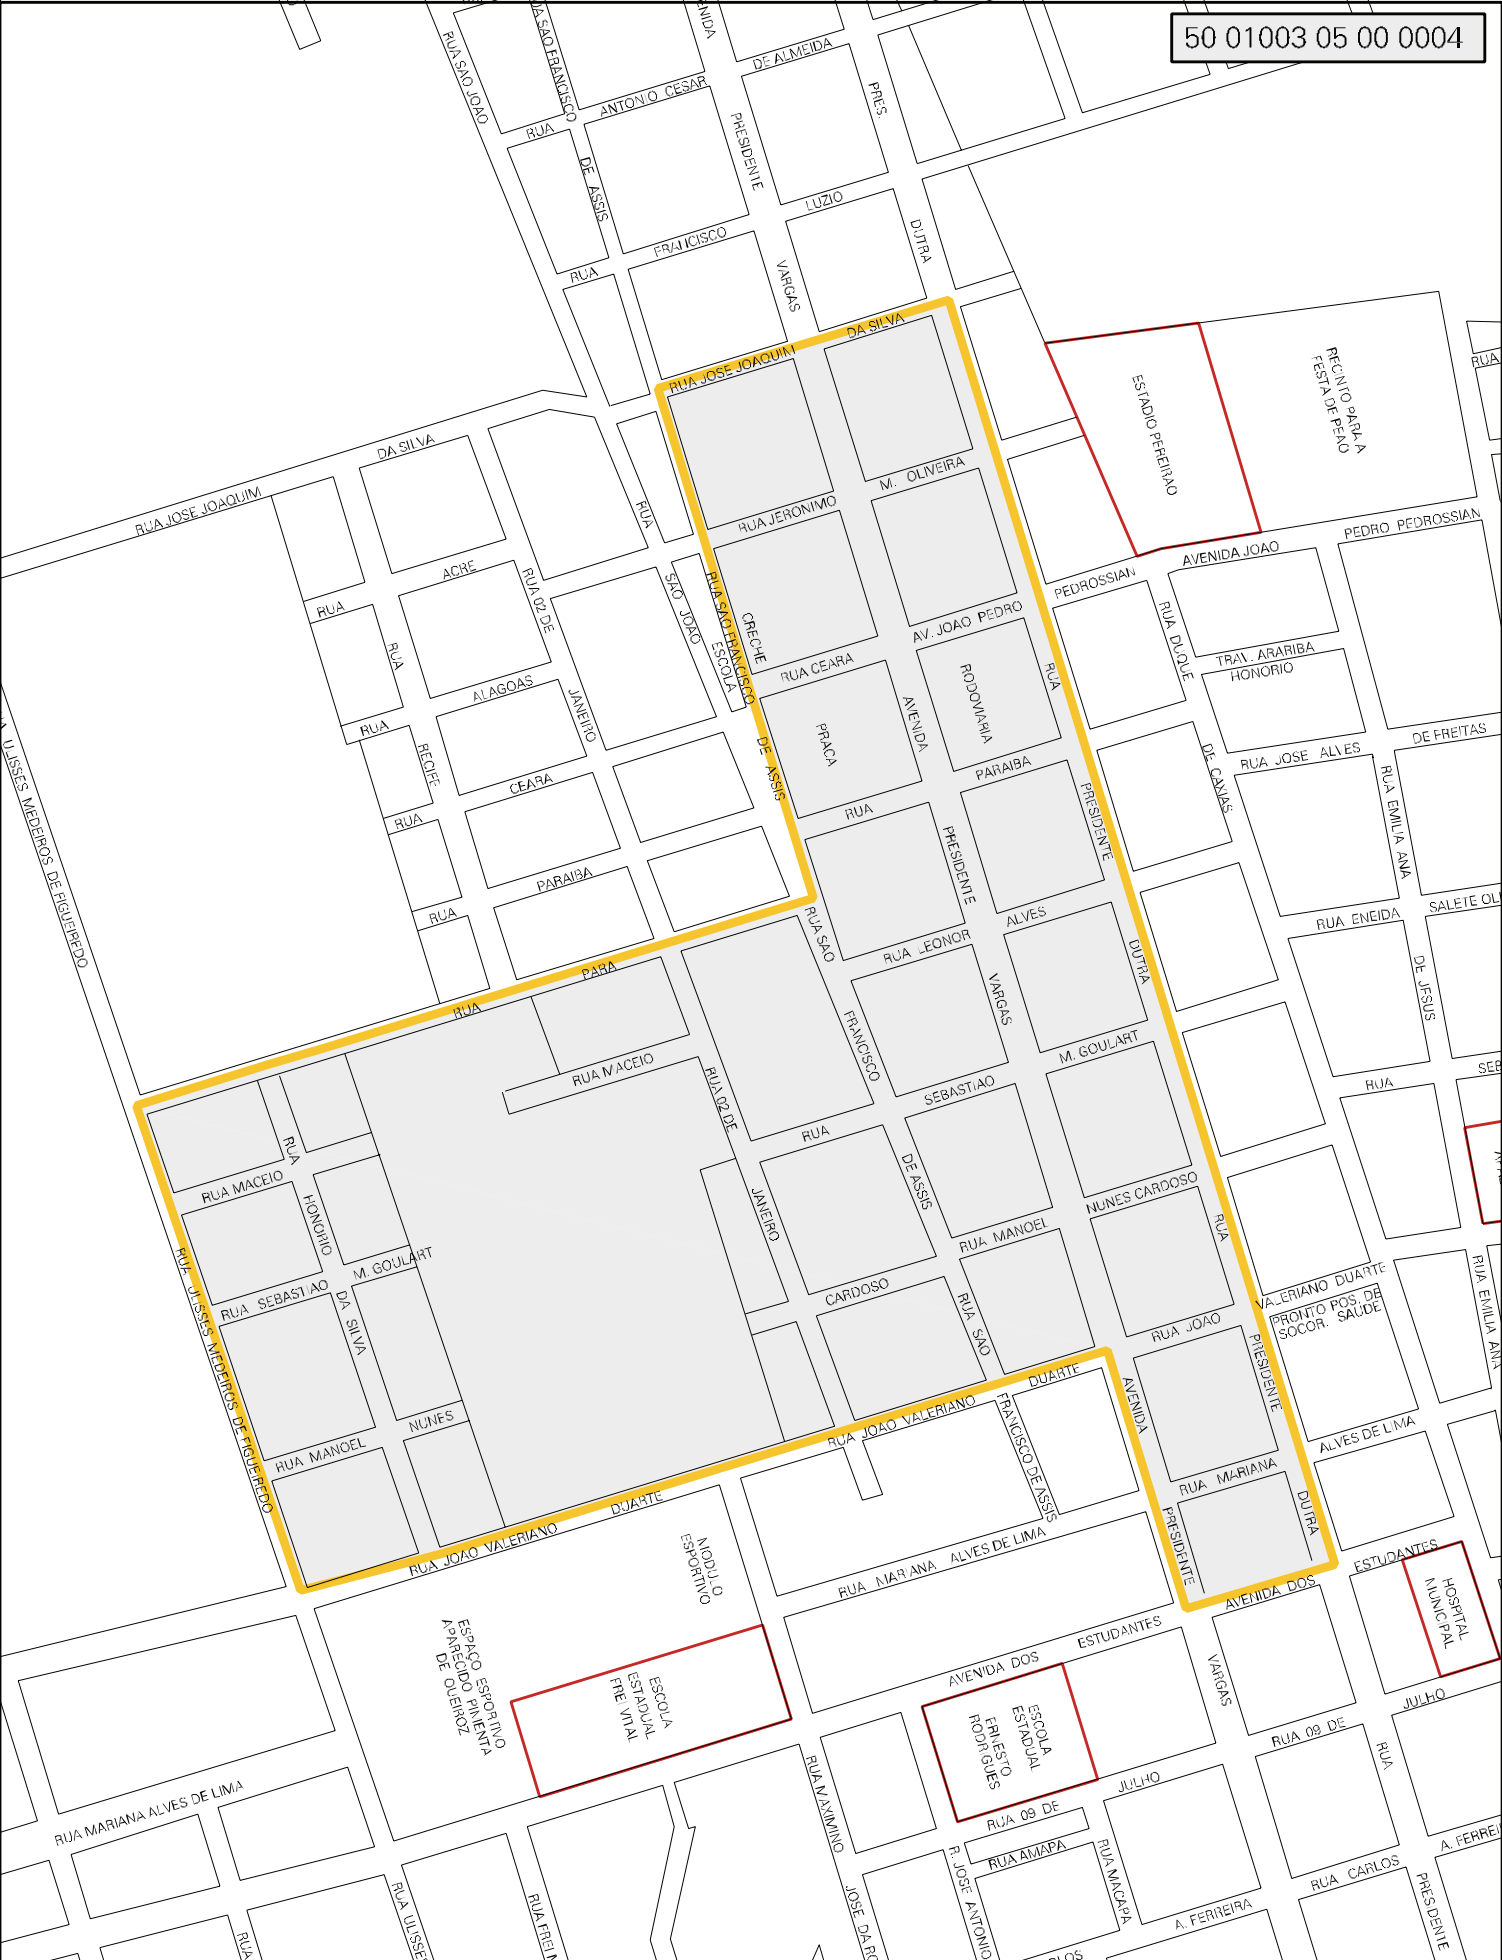 50 01003 05 00 0004
RUA SAO JOAO
DE ALMEIDA
ANTONIO CESAR
RUA
PRESIDENTE
PRES.
DE ASSIS
LUZIO
FRANCISCO
RUA
DUTRA
VARGAS
DA SILVA
RUA JOSE JOAQUIM
ESTADIO PEREIRAO
RECINTO PARA A
FESTA DE PEAO
RUA
DA SILVA
RUA JOSE JOAQUIM
M. OLIVEIRA
RUA JERONIMO
RUA
PEDRO PEDROSSIAN
AVENIDA JOAO
PEDROSSIAN
ACRE
RUA 02 DE
SAO JOAO
RUA SAO FRANCISCO
ESCOLA
CRECHE
AV. JOAO PEDRO
RUA DUQUE
RUA
RUA
TRAV. ARARIBA
HONORIO
RUA CEARA
RODOVIARIA
RUA
ALAGOAS
JANEIRO
AVENIDA
PRACA
DE FREITAS
RUA
RECIFE
DE ASSIS
RUA JOSE ALVES
DE CAXIAS
PARAIBA
CEARA
RUA EMILIA ANA
PRESIDENTE
RUA
RUA
PRESIDENTE
RUA ULISSES MEDEIROS DE FIGUEIREDO
PARAIBA
RUA
ALVES
RUA ENEIDA
RUA SAO
RUA LEONOR
DUTRA
DE JESUS
PARA
RUA
VARGAS
FRANCISCO
M. GOULART
RUA MACEIO
RUA 02 DE
SEBASTIAO
RUA
RUA
RUA
RUA MACEIO
DE ASSIS
JANEIRO
NUNES CARDOSO
HONORIO
RUA MANOEL
RUA
M. GOULART
RUA SEBASTIAO
CARDOSO
VALERIANO DUARTE
PRONTO POS. DE
SOCOR. SAUDE
RUA EMILIA ANA
RUA ULISSES MEDEIROS DE FIGUEIREDO
DA SILVA
RUA SAO
RUA JOAO
PRESIDENTE
DUARTE
AVENIDA
RUA JOAO VALERIANO
FRANCISCO DE ASSIS
NUNES
RUA MANOEL
ALVES DE LIMA
RUA MARIANA
DUARTE
DUTRA
PRESIDENTE
RUA JOAO VALERIANO
MODULO
ESPORTIVO
RUA MARIANA ALVES DE LIMA
ESTUDANTES
AVENIDA DOS
HOSPITAL
MUNICIPAL
ESPAÇO ESPORTIVO
APARECIDO PIMENTA
DE QUEIROZ
ESCOLA
ESTADUAL
FREI VITAL
ESTUDANTES
AVENIDA DOS
VARGAS
JULHO
ESCOLA
ESTADUAL
ERNESTO
RODRIGUES
RUA 09 DE
RUA
RUA MARIANA ALVES DE LIMA
RUA MAXIMINO
JULHO
RUA 09 DE
RUA AMAPA
R. JOSE ANTONIO
RUA MACAPA
RUA CARLOS
A. FERREIRA
PRESIDENTE
RUA